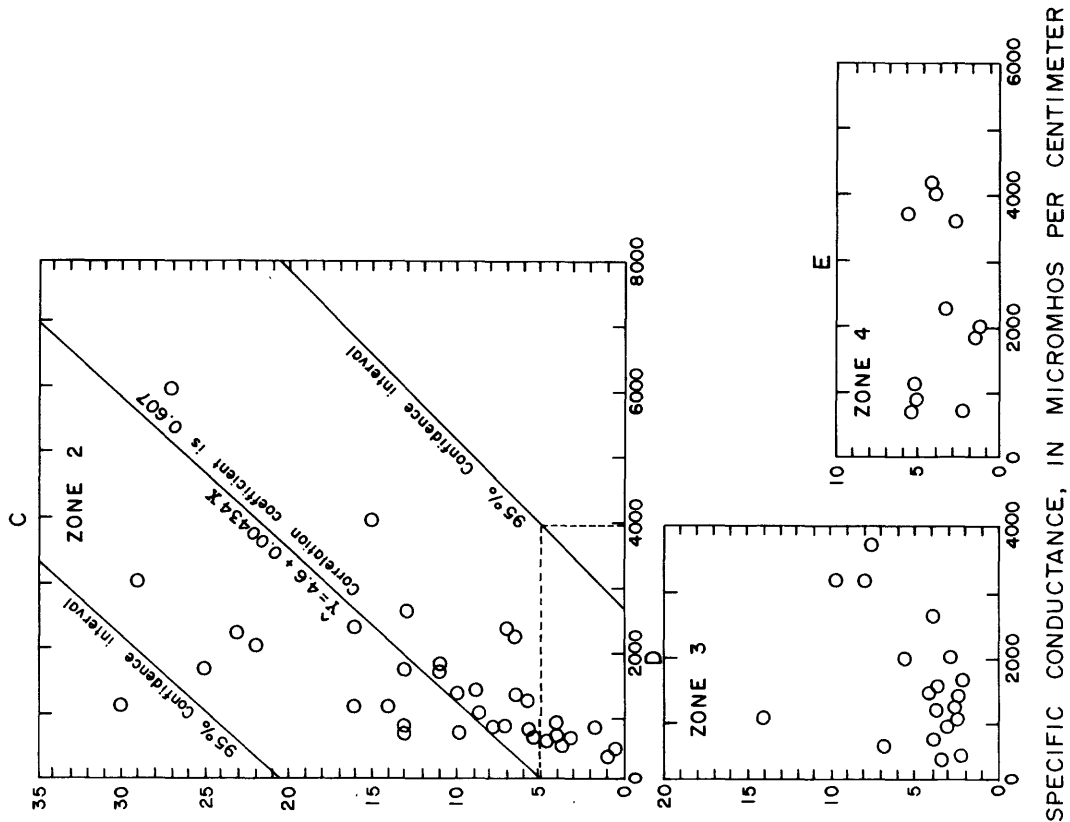 C
ZONE 2
35
30
25
20
15
10
5
0
95% Confidence interval
Ŷ=4.6 + 0.00434 X
Correlation coefficient is 0.607
95% Confidence interval
2000
4000
6000
8000
D
ZONE 3
20
15
10
5
0
0
2000
4000
E
ZONE 4
10
5
0
0
2000
4000
6000
SPECIFIC CONDUCTANCE, IN MICROMHOS PER CENTIMETER